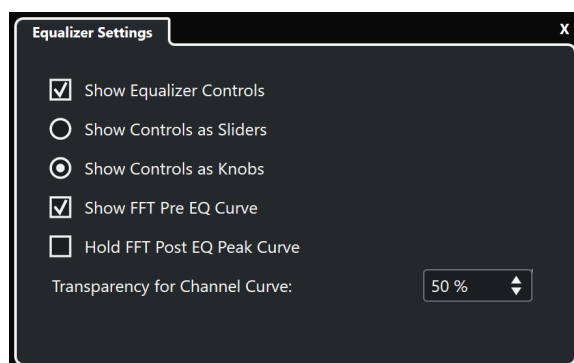 Equalizer Settings
X
Show Equalizer Controls
Show Controls as Sliders
Show Controls as Knobs
Show FFT Pre EQ Curve
Hold FFT Post EQ Peak Curve
Transparency for Channel Curve: 50 %